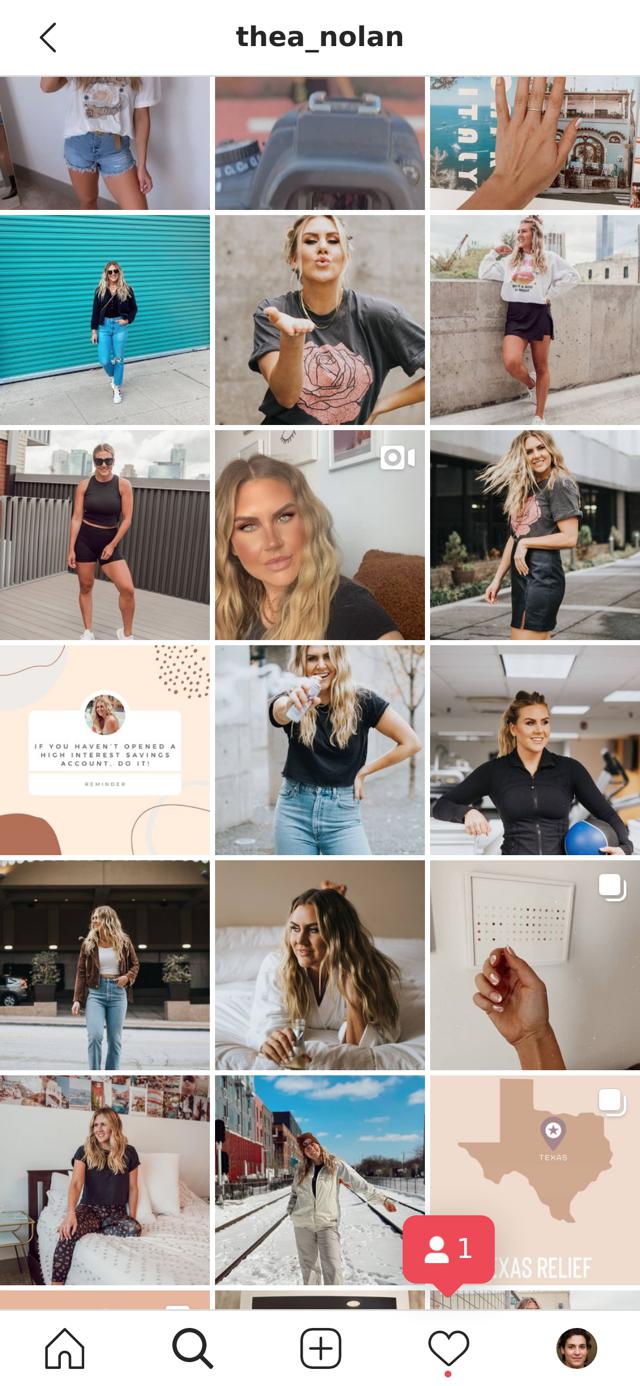 thea_nolan
ITALY
IF YOU HAVEN'T OPENED A
HIGH INTEREST SAVINGS
ACCOUNT, DO IT!
REMINDER
TEXAS
XAS RELIEF
1